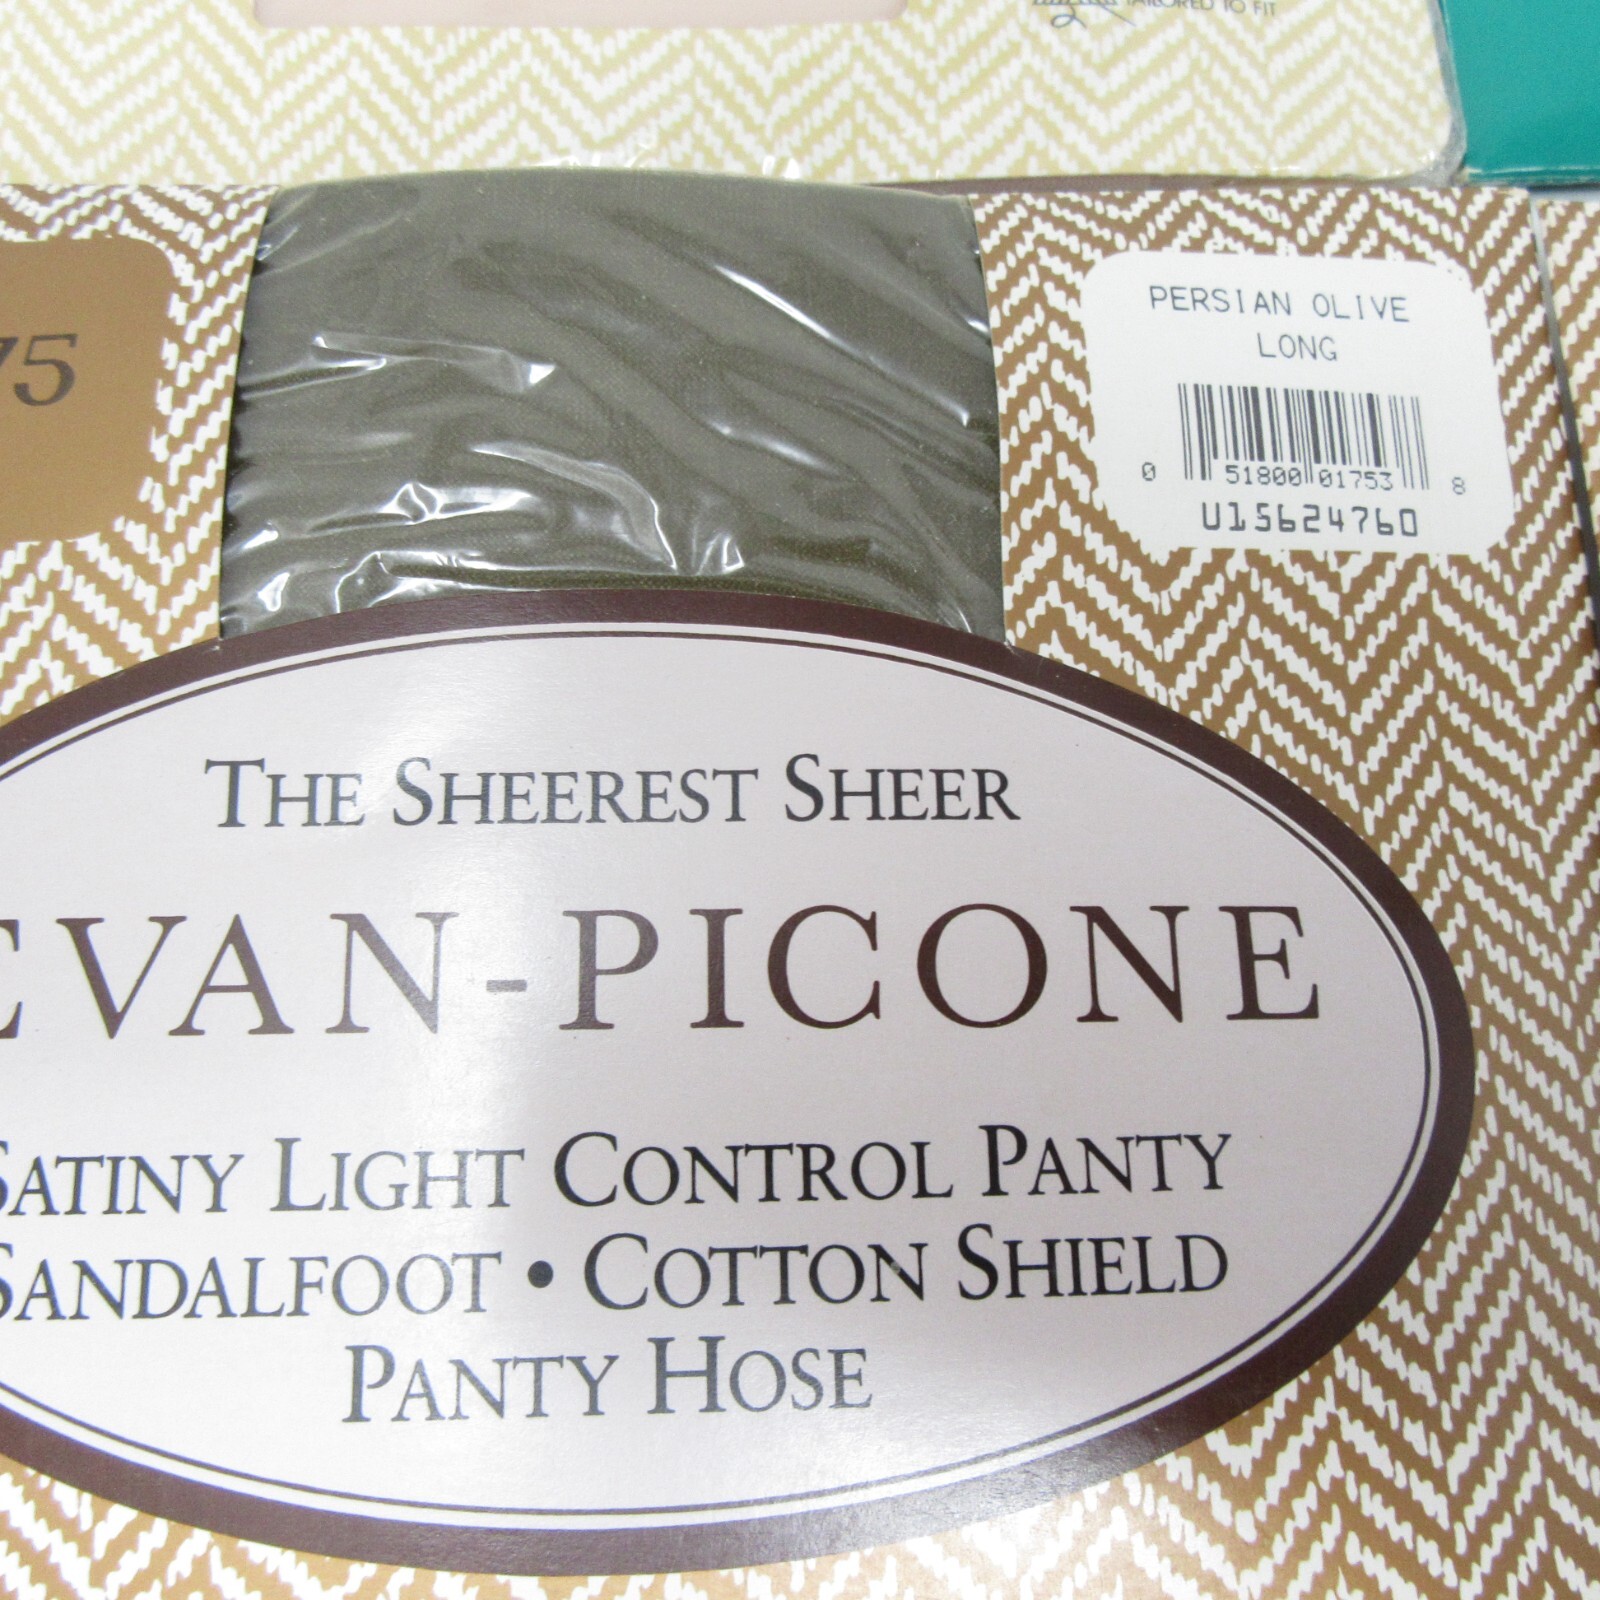 TAILORED TO FIT
75
PERSIAN OLIVE
LONG
0 51800 01753 8
U15624760
THE SHEEREST SHEER
EVAN-PICONE
SATINY LIGHT CONTROL PANTY
SANDALFOOT • COTTON SHIELD
PANTY HOSE